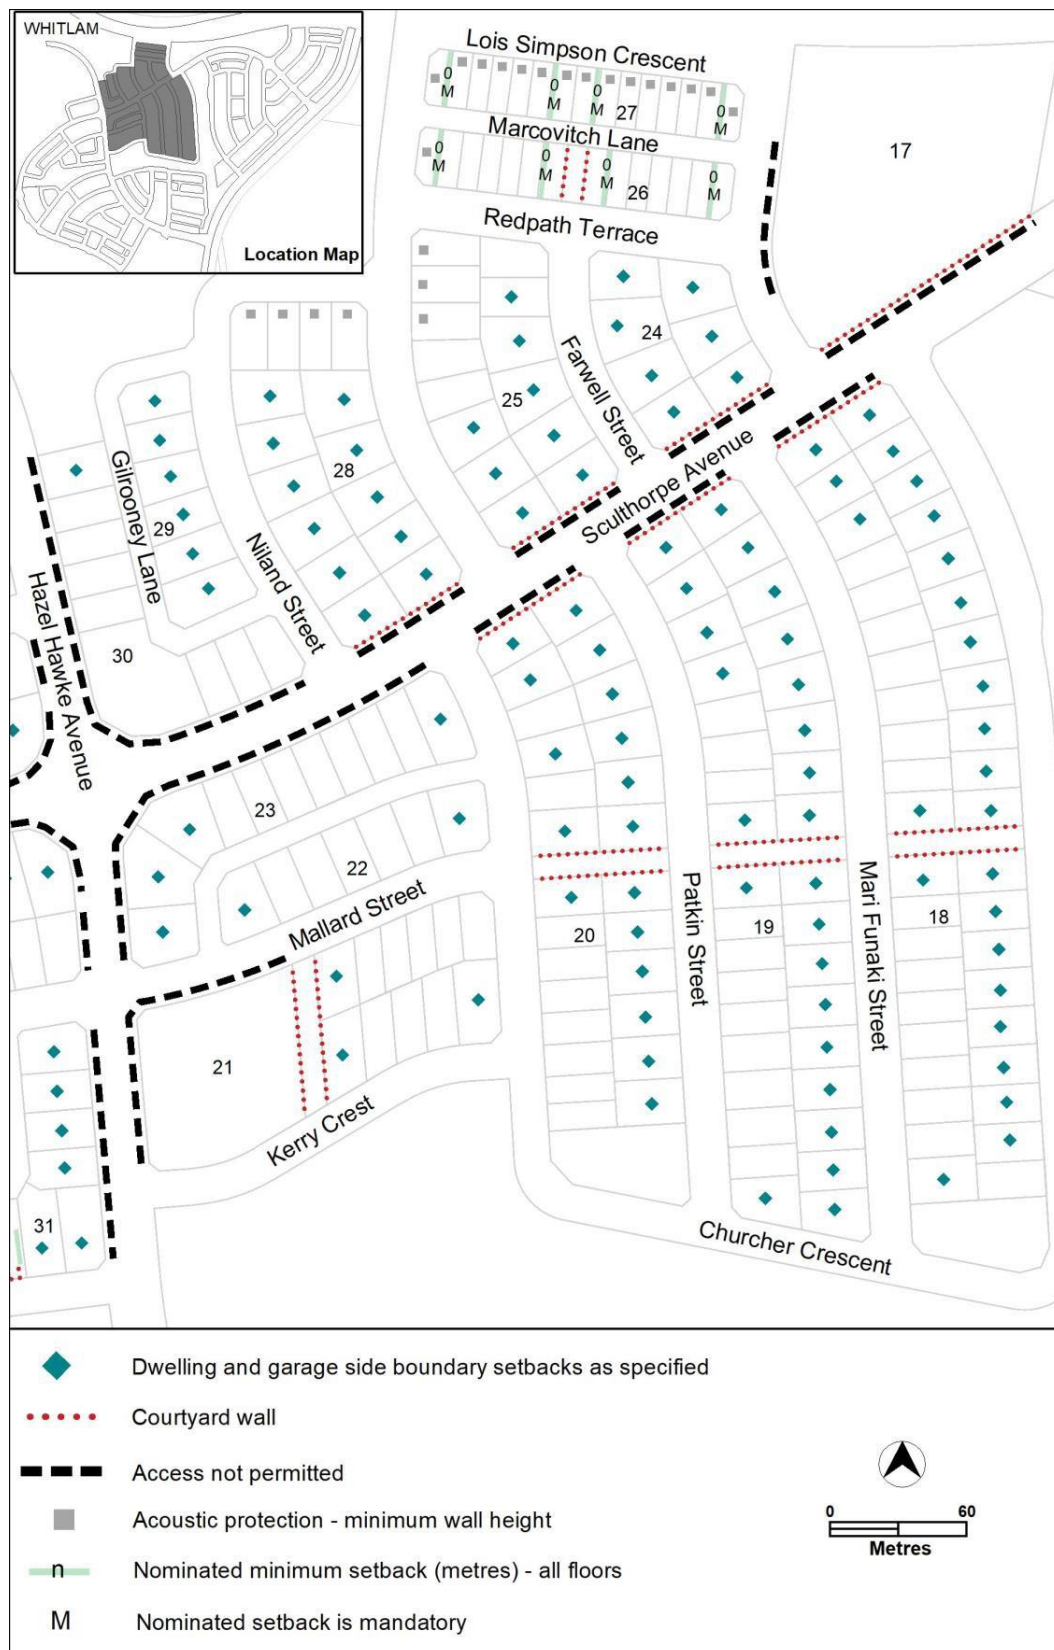 WHITLAM
Location Map
Lois Simpson Crescent
0
M
0
M
0
M
0
M
27
Marcovitch Lane
0
M
0
M
0
M
0
M
26
Redpath Terrace
17
24
Farwell Street
25
28
Gilrooney Lane
29
Niland Street
Sculthorpe Avenue
Hazel Hawke Avenue
30
23
22
Mallard Street
21
Kerry Crest
20
Patkin Street
19
Mari Funaki Street
18
31
Churcher Crescent
Dwelling and garage side boundary setbacks as specified
Courtyard wall
Access not permitted
Acoustic protection - minimum wall height
n Nominated minimum setback (metres) - all floors
M Nominated setback is mandatory
0 60
Metres